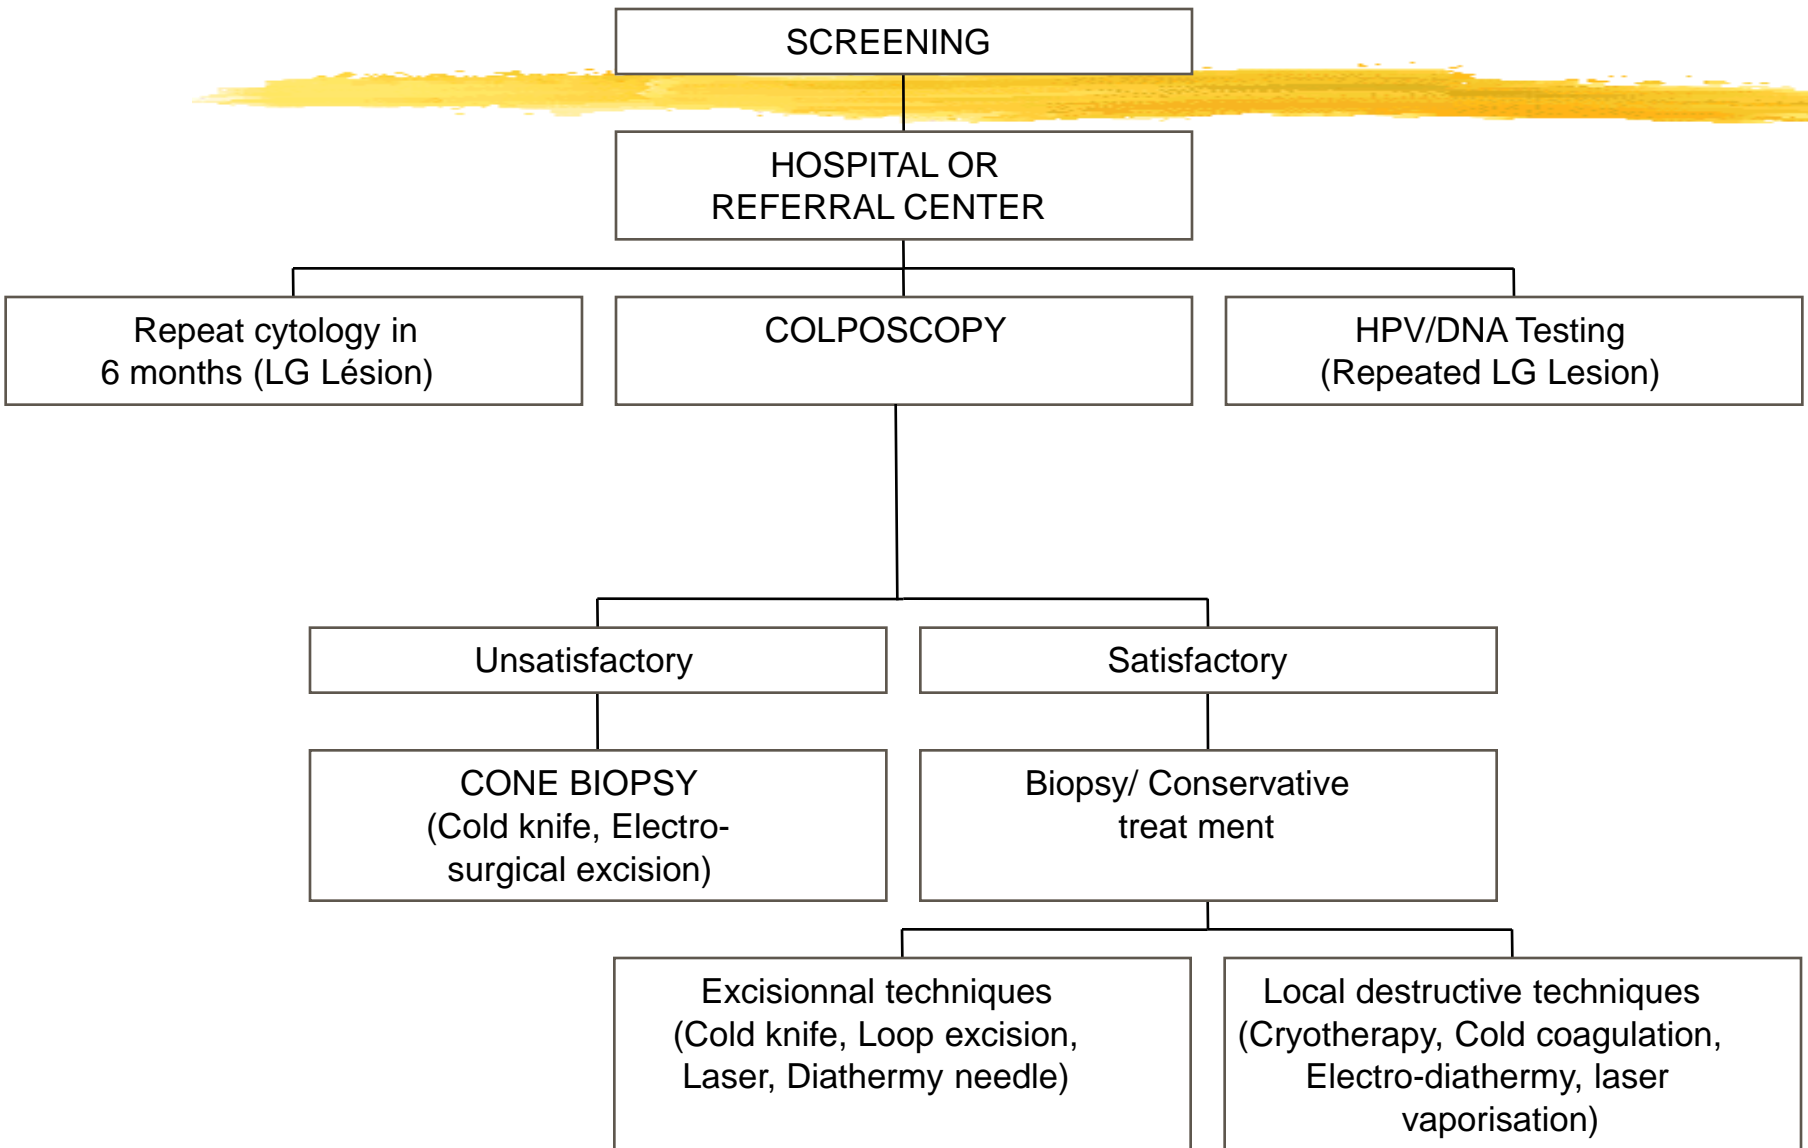 SCREENING
HOSPITAL OR
REFERRAL CENTER
Repeat cytology in
6 months (LG Lésion)
COLPOSCOPY
HPV/DNA Testing
(Repeated LG Lesion)
Unsatisfactory
Satisfactory
CONE BIOPSY
(Cold knife, Electro-
surgical excision)
Biopsy/ Conservative
treat ment
Excisionnal techniques
(Cold knife, Loop excision,
Laser, Diathermy needle)
Local destructive techniques
(Cryotherapy, Cold coagulation,
Electro-diathermy, laser
vaporisation)